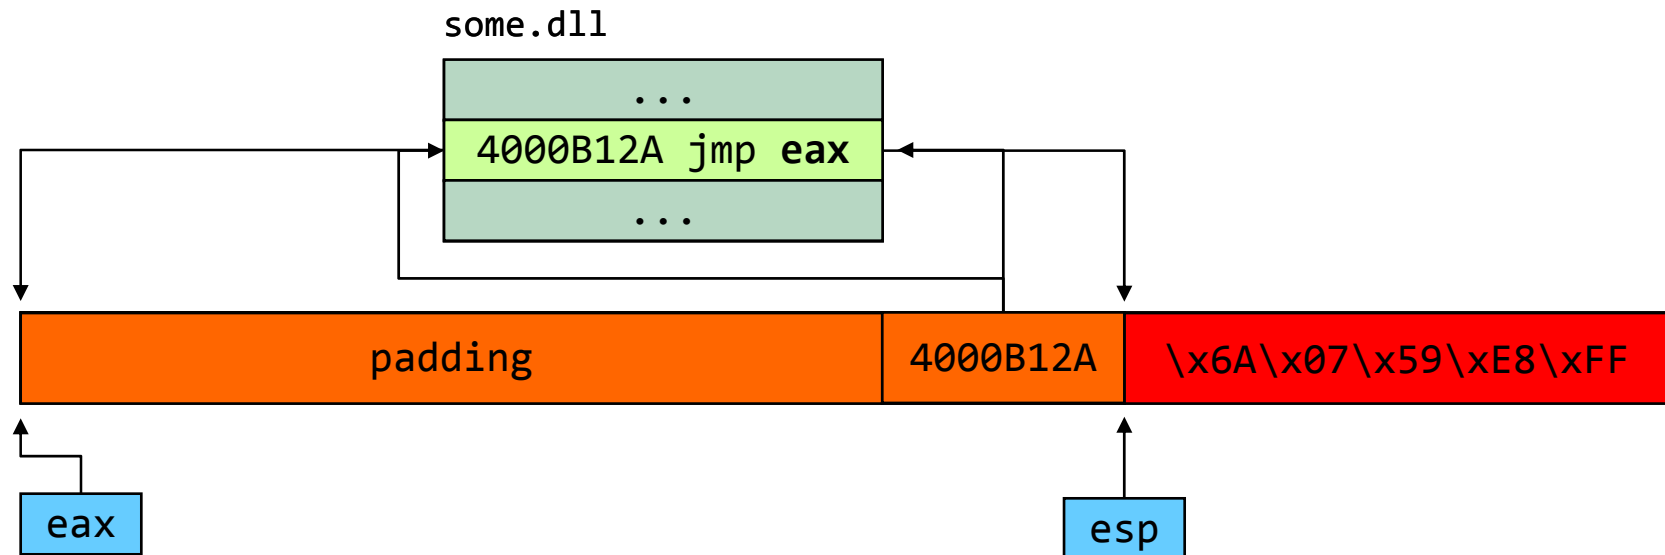 some.dll
...
4000B12A jmp eax
...
padding
4000B12A
\x6A\x07\x59\xE8\xFF
eax
esp